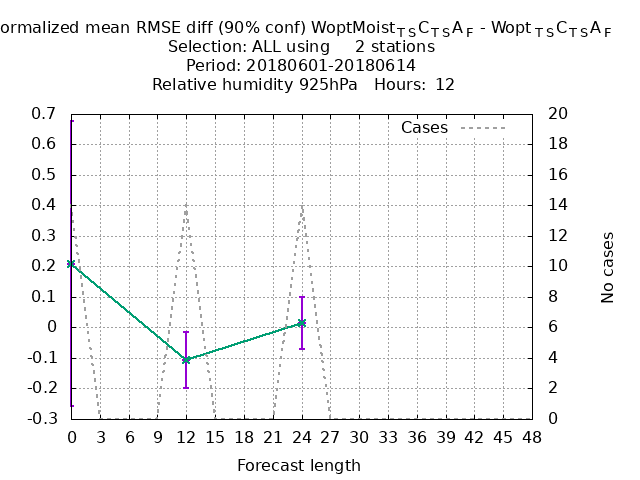 ormalized mean RMSE diff (90% conf) WoptMoist_TSC_TSA_F - Wopt_TSC_TSA_F
Selection: ALL using 2 stations
Period: 20180601-20180614
Relative humidity 925hPa Hours: 12
Cases
0.7
0.6
0.5
0.4
0.3
0.2
0.1
0
-0.1
-0.2
-0.3
20
18
16
14
12
10
8
6
4
2
0
No cases
0 3 6 9 12 15 18 21 24 27 30 33 36 39 42 45 48
Forecast length